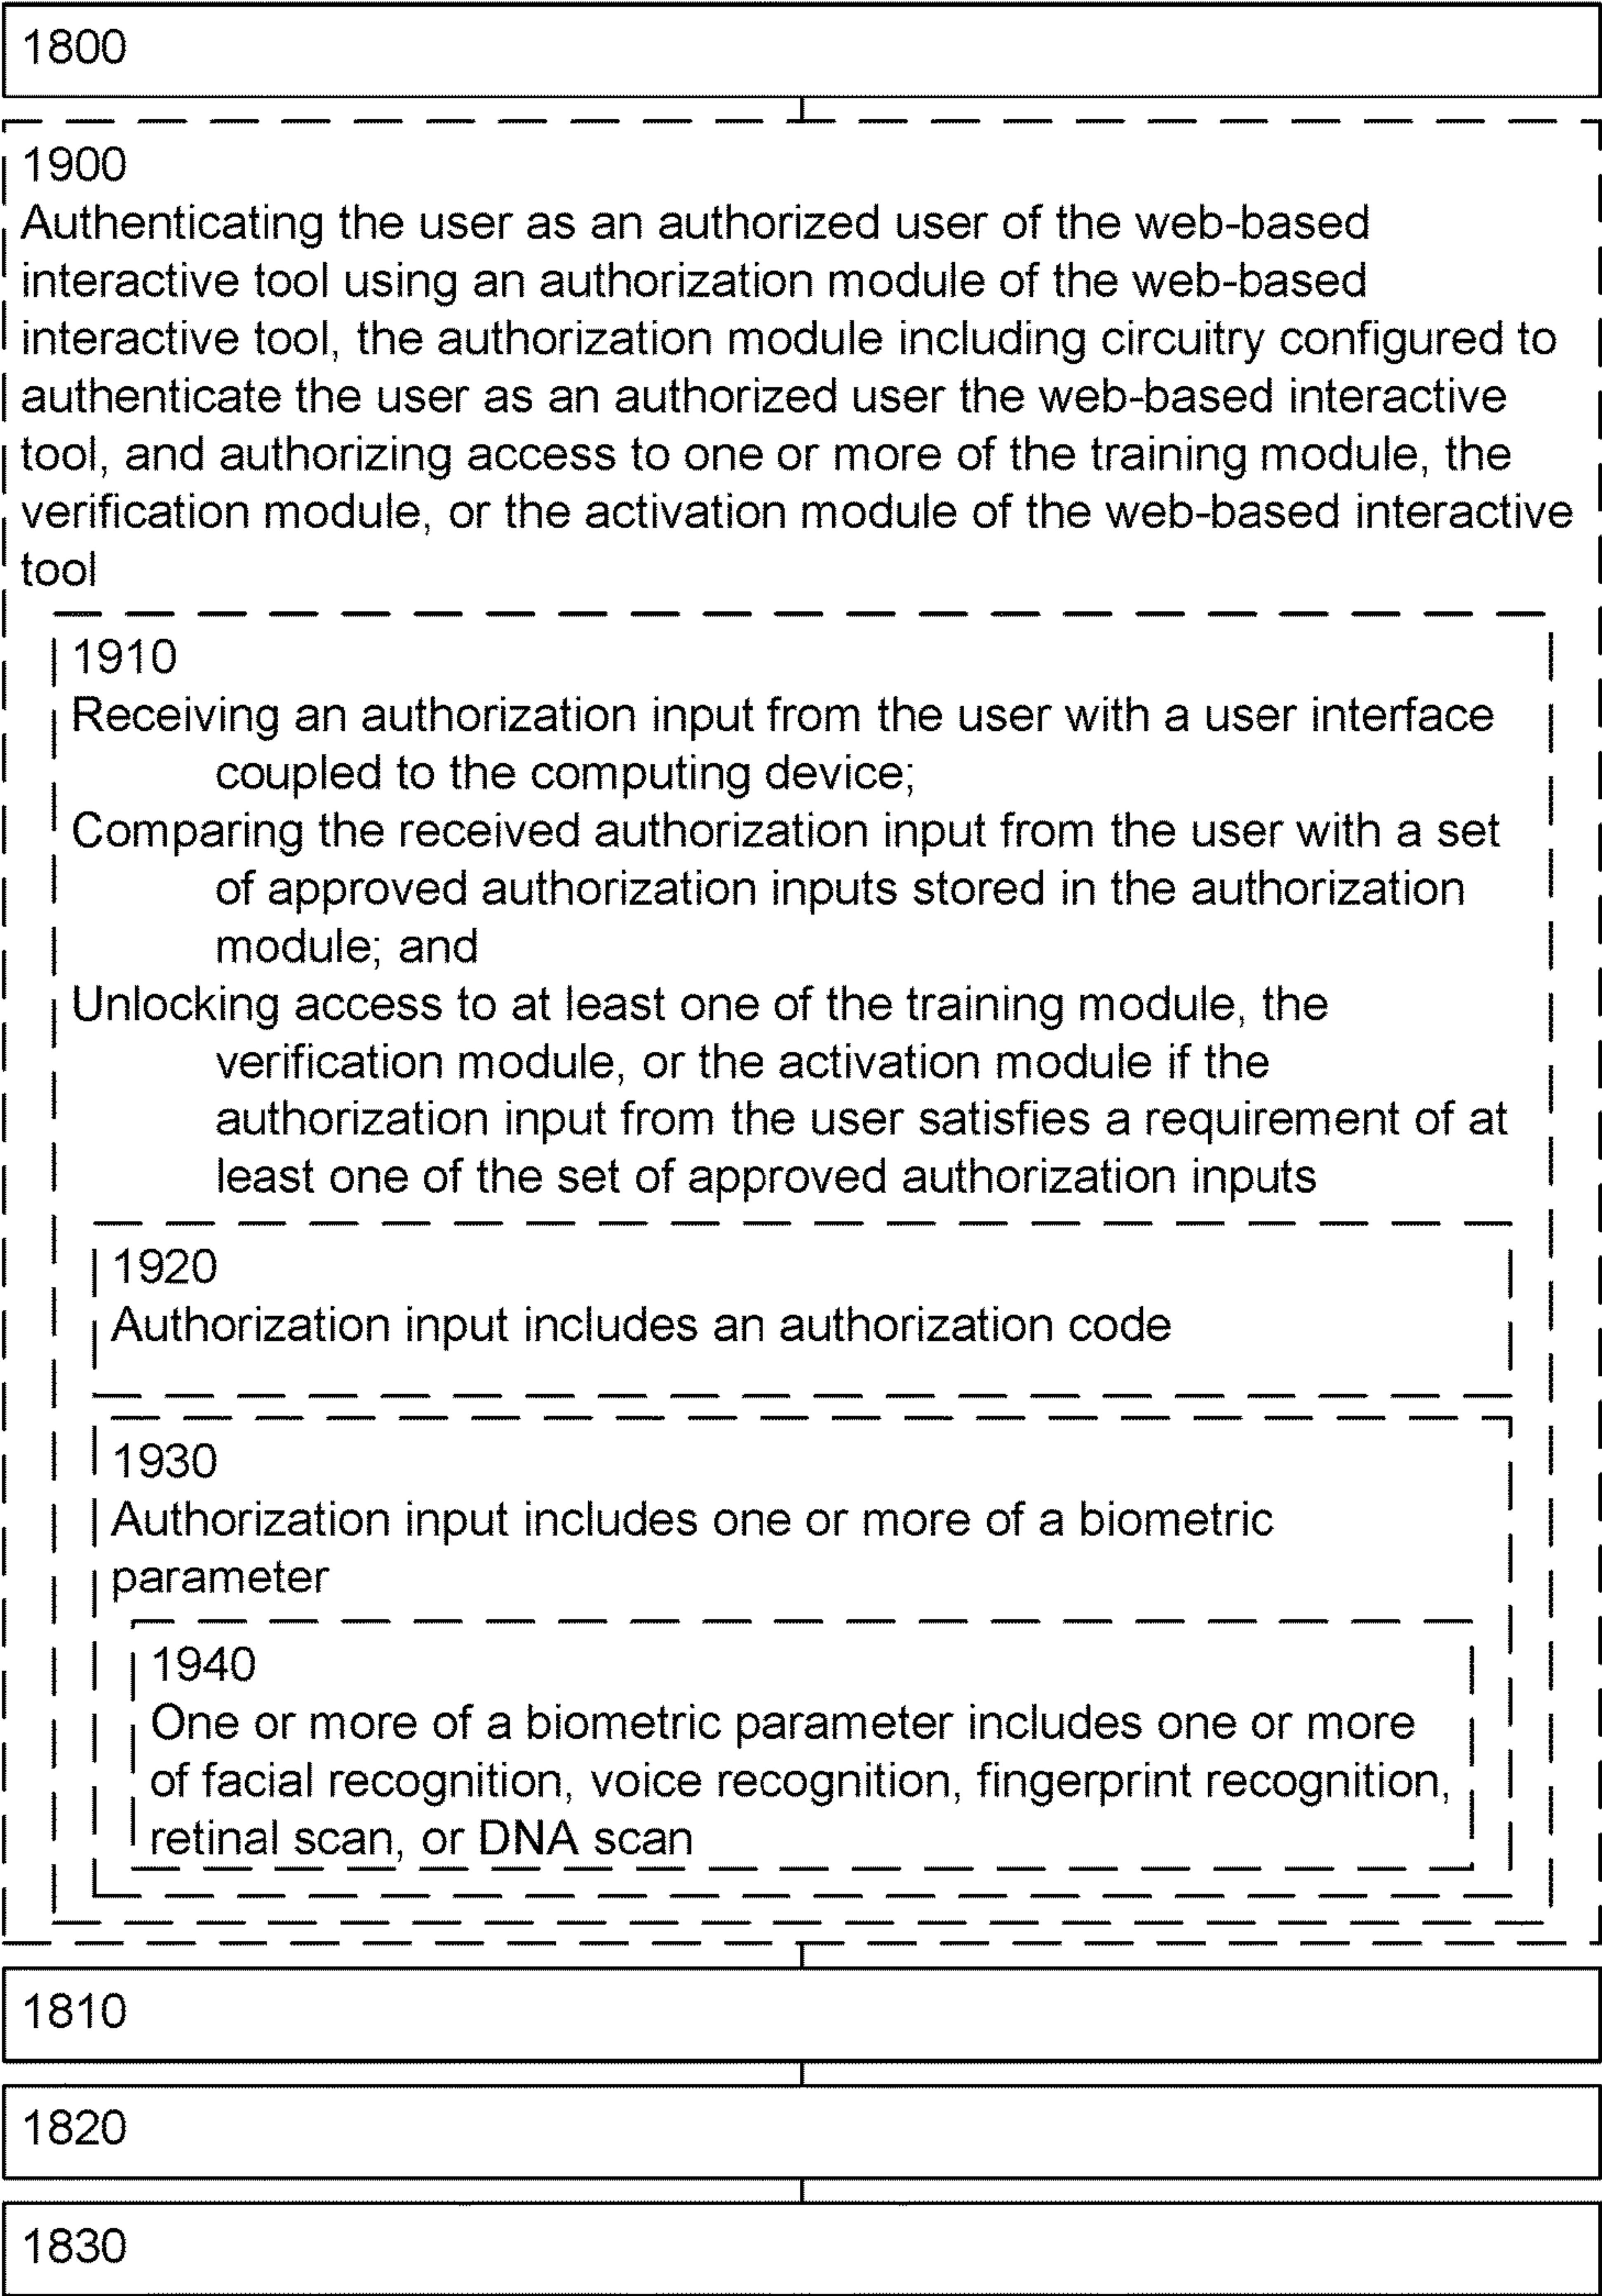 1800
1900
Authenticating the user as an authorized user of the web-based
interactive tool using an authorization module of the web-based
interactive tool, the authorization module including circuitry configured to
authenticate the user as an authorized user the web-based interactive
tool, and authorizing access to one or more of the training module, the
verification module, or the activation module of the web-based interactive
tool
1910
Receiving an authorization input from the user with a user interface
coupled to the computing device;
Comparing the received authorization input from the user with a set
of approved authorization inputs stored in the authorization
module; and
Unlocking access to at least one of the training module, the
verification module, or the activation module if the
authorization input from the user satisfies a requirement of at
least one of the set of approved authorization inputs
1920
Authorization input includes an authorization code
1930
Authorization input includes one or more of a biometric
parameter
1940
One or more of a biometric parameter includes one or more
of facial recognition, voice recognition, fingerprint recognition,
retinal scan, or DNA scan
1810
1820
1830